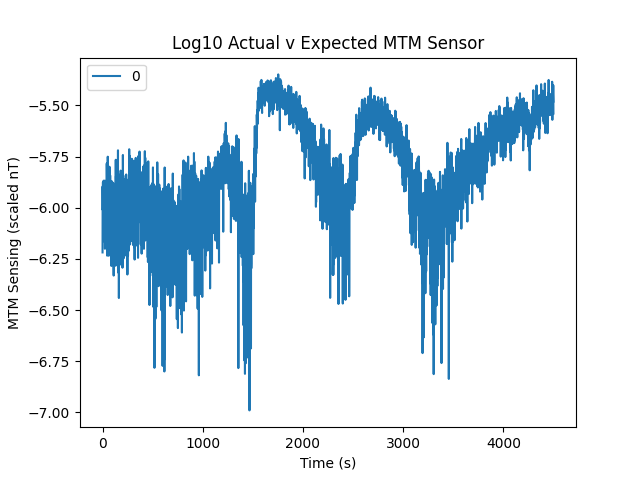 Log10 Actual v Expected MTM Sensor
0
MTM Sensing (scaled nT)
−5.50
−5.75
−6.00
−6.25
−6.50
−6.75
−7.00
0 1000 2000 3000 4000
Time (s)